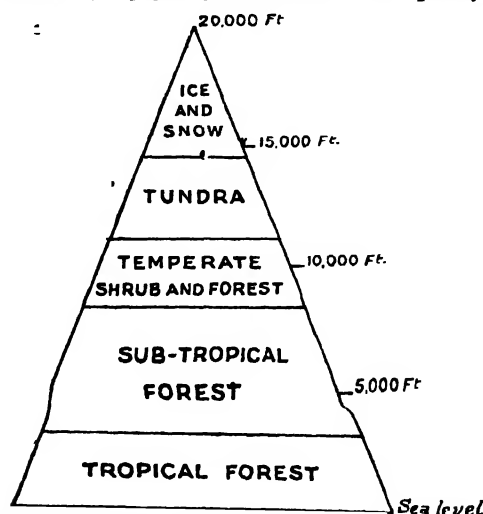 20,000 Ft
ICE
AND
SNOW
15,000 Ft.
TUNDRA
TEMPERATE
SHRUB AND FOREST
10,000 Ft.
SUB-TROPICAL
FOREST
5,000 Ft
TROPICAL FOREST
Sea level